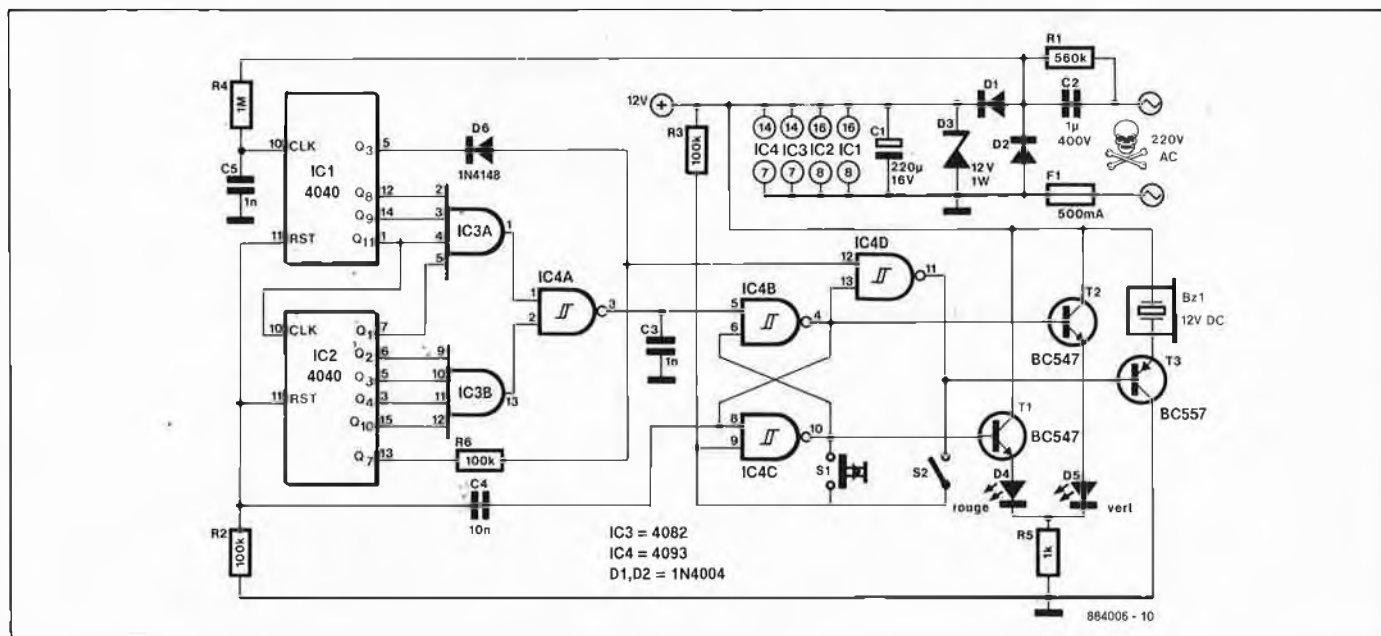 R1
560k
R4
1M
12V
D1
C2
1µ
400V
220V
AC
R3
100k
14
14
16
16
IC4
IC3
IC2
IC1
7
7
8
8
C1
220µ
16V
D3
12V
1W
D2
F1
500mA
10
CLK
Q3
5
D6
1N4148
C5
1n
IC1
4040
Q8
12
2
Q9
14
3
11
RST
Q11
1
4
5
IC3A
1
IC4A
1
2
3
IC4D
12
13
11
IC4B
5
6
4
T2
BC547
Bz1
12V DC
T3
BC557
10
CLK
Q1
7
IC2
4040
Q2
6
9
Q3
5
10
Q4
3
11
11
RST
Q10
15
12
Q7
13
IC3B
13
C3
1n
R6
100k
8
9
10
IC4C
T1
BC547
S1
S2
D4
rouge
D5
vert
C4
10n
R2
100k
R5
1k
IC3 = 4082
IC4 = 4093
D1,D2 = 1N4004
884006 - 10